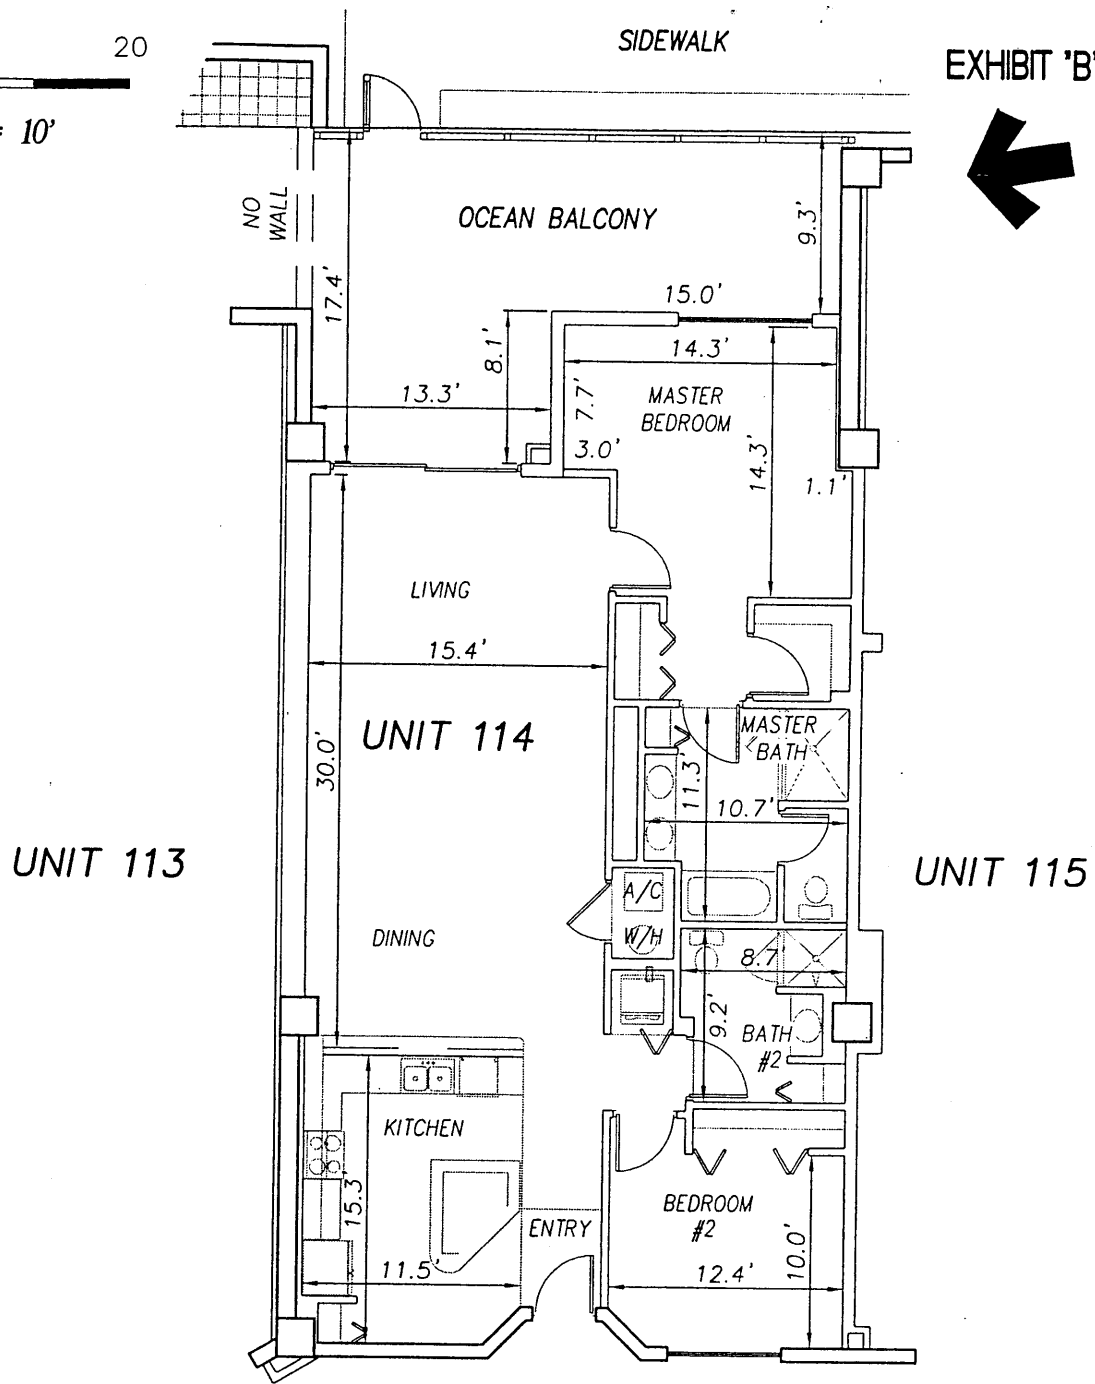 20
= 10'
SIDEWALK
EXHIBIT "B"
NO
WALL
OCEAN BALCONY
9.3'
17.4'
15.0'
8.1'
14.3'
13.3'
7.7'
MASTER
BEDROOM
3.0'
14.3'
1.1'
LIVING
15.4'
UNIT 114
30.0'
MASTER
BATH
11.3'
10.7'
UNIT 113
UNIT 115
A/C
W/H
DINING
8.7'
9.2'
BATH
#2
KITCHEN
15.3'
ENTRY
BEDROOM
#2
10.0'
11.5'
12.4'